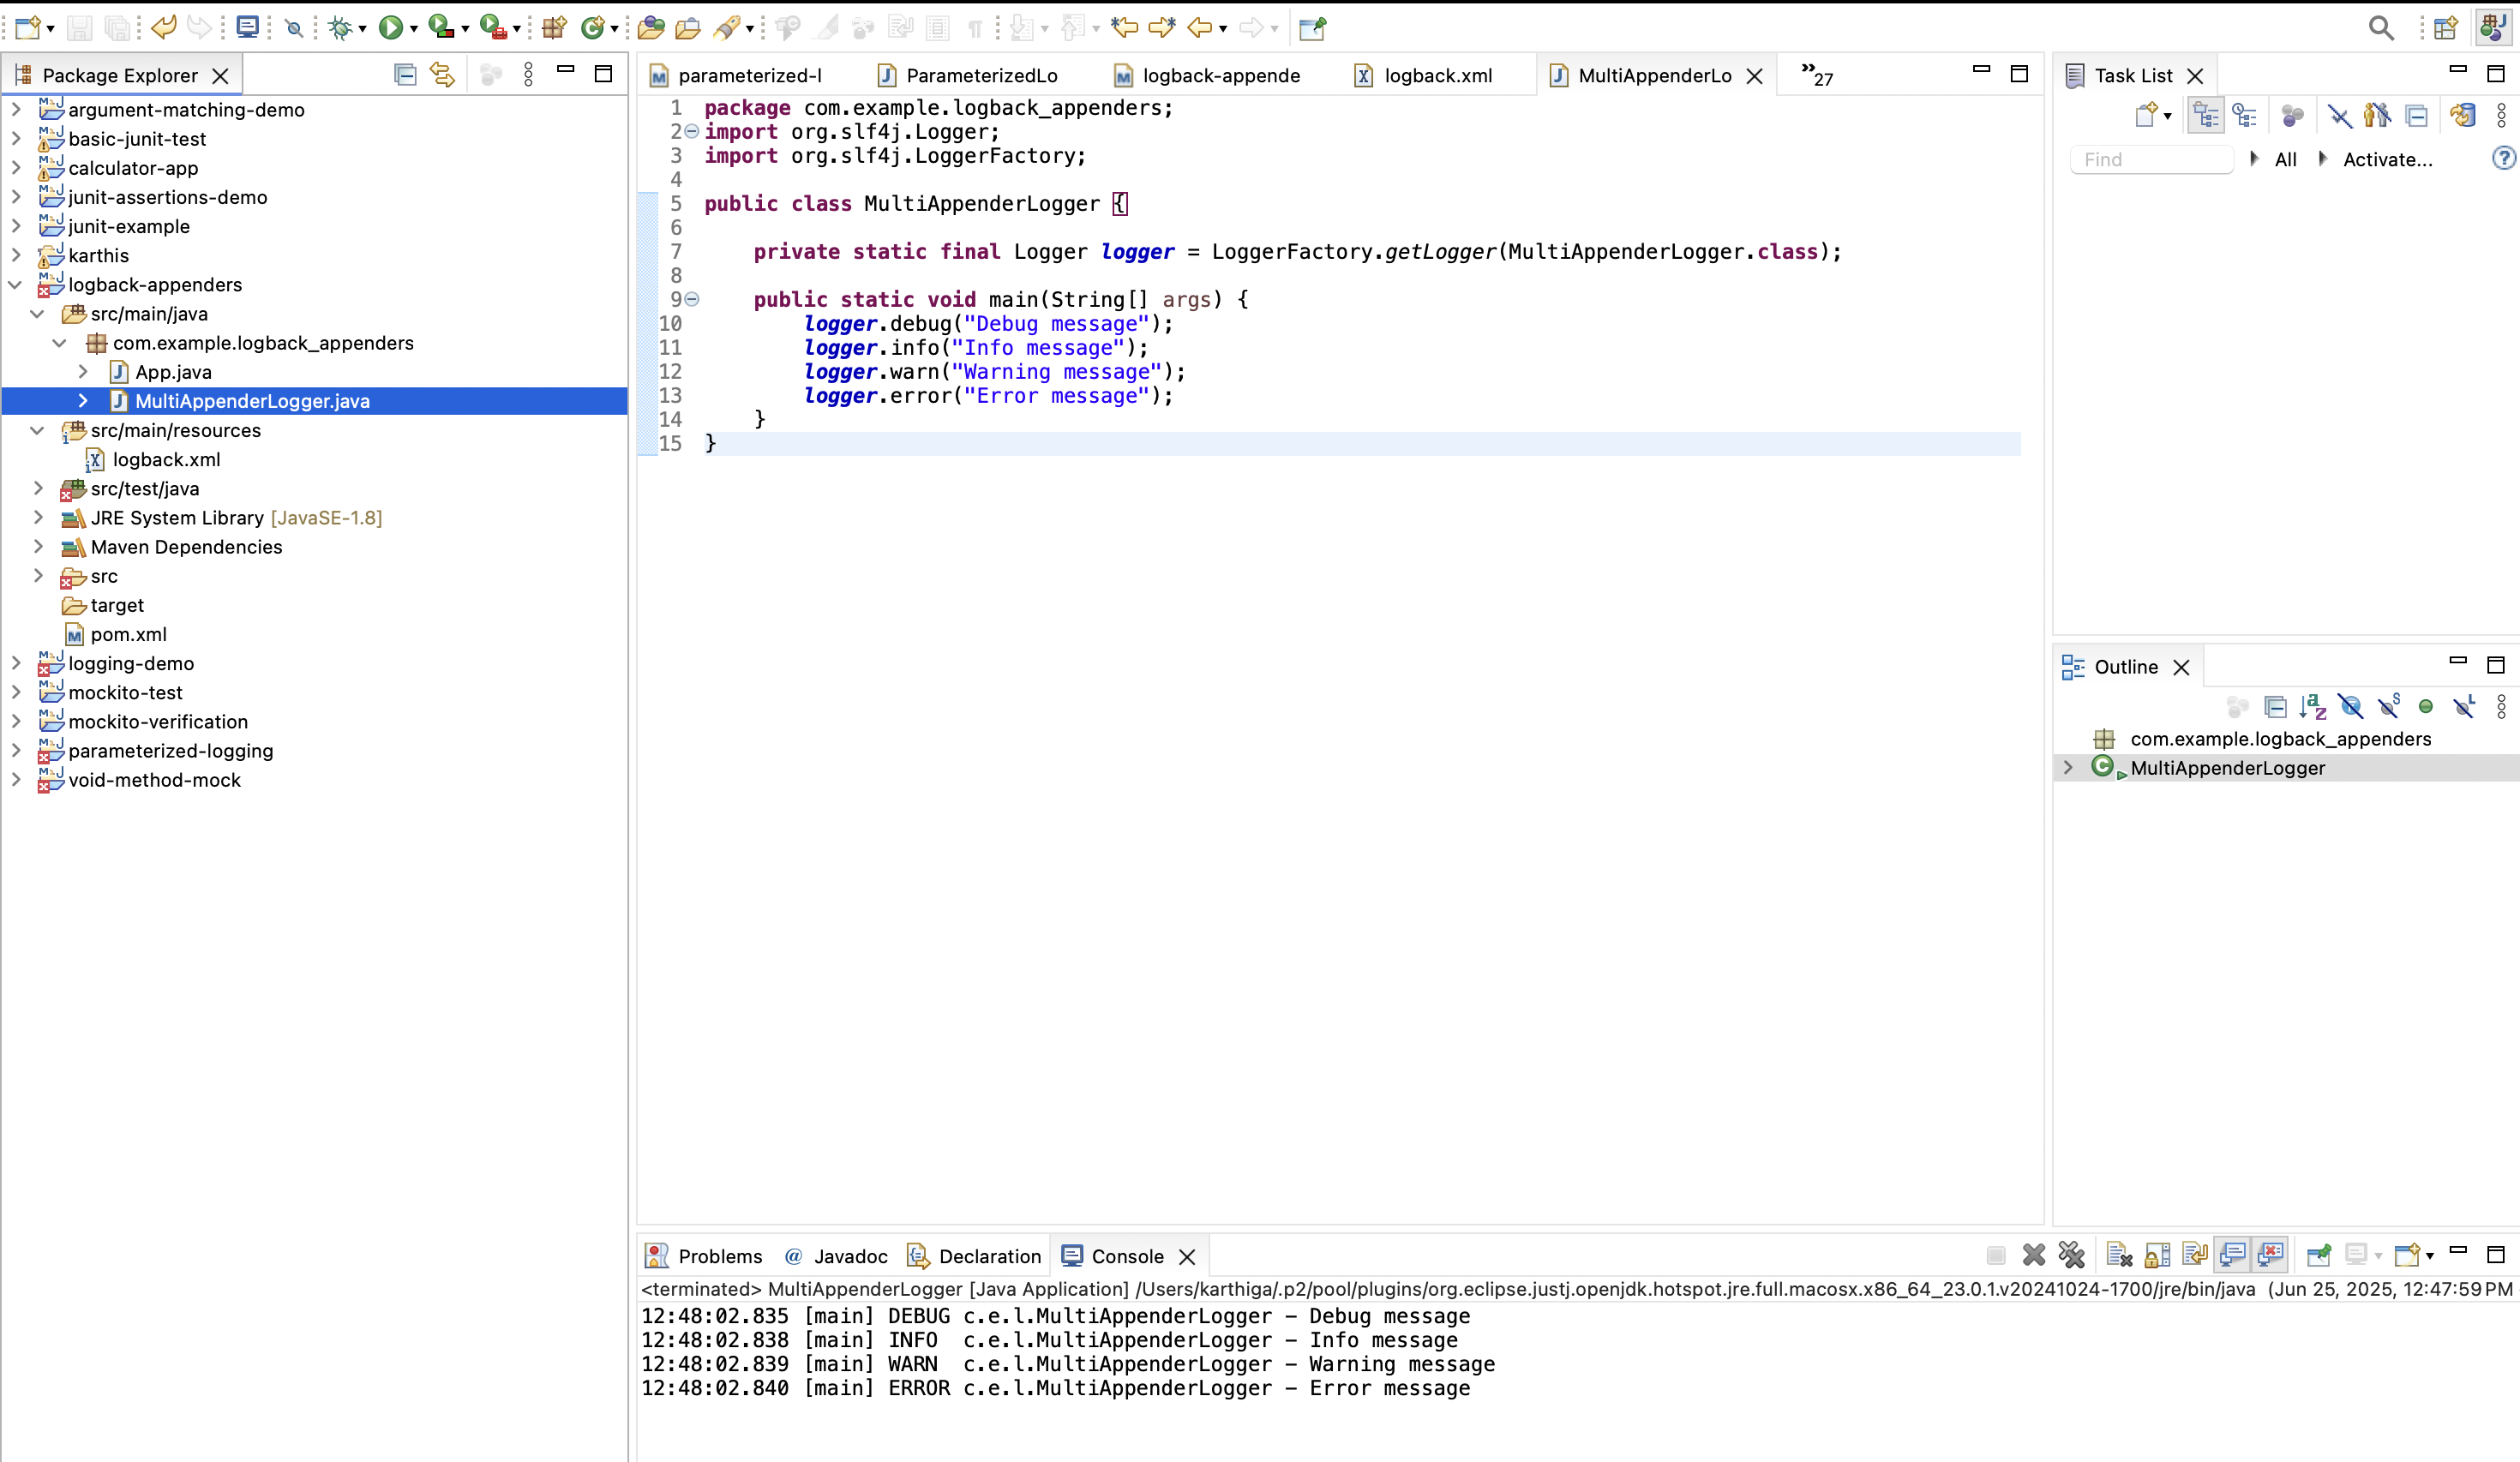 Package Explorer
argument-matching-demo
basic-junit-test
calculator-app
junit-assertions-demo
junit-example
karthis
logback-appenders
src/main/java
com.example.logback_appenders
App.java
MultiAppenderLogger.java
src/main/resources
logback.xml
src/test/java
JRE System Library [JavaSE-1.8]
Maven Dependencies
src
target
pom.xml
logging-demo
mockito-test
mockito-verification
parameterized-logging
void-method-mock
parameterized-l ParameterizedLo logback-appende logback.xml MultiAppenderLo »27
1 package com.example.logback_appenders;
2 import org.slf4j.Logger;
3 import org.slf4j.LoggerFactory;
4
5 public class MultiAppenderLogger {
6
7 private static final Logger logger = LoggerFactory.getLogger(MultiAppenderLogger.class);
8
9 public static void main(String[] args) {
10 logger.debug("Debug message");
11 logger.info("Info message");
12 logger.warn("Warning message");
13 logger.error("Error message");
14 }
15 }
Task List
Find All Activate...
Outline
com.example.logback_appenders
MultiAppenderLogger
Problems @ Javadoc Declaration Console
<terminated> MultiAppenderLogger [Java Application] /Users/karthiga/.p2/pool/plugins/org.eclipse.justj.openjdk.hotspot.jre.full.macosx.x86_64_23.0.1.v20241024-1700/jre/bin/java (Jun 25, 2025, 12:47:59 PM
12:48:02.835 [main] DEBUG c.e.l.MultiAppenderLogger - Debug message
12:48:02.838 [main] INFO  c.e.l.MultiAppenderLogger - Info message
12:48:02.839 [main] WARN  c.e.l.MultiAppenderLogger - Warning message
12:48:02.840 [main] ERROR c.e.l.MultiAppenderLogger - Error message